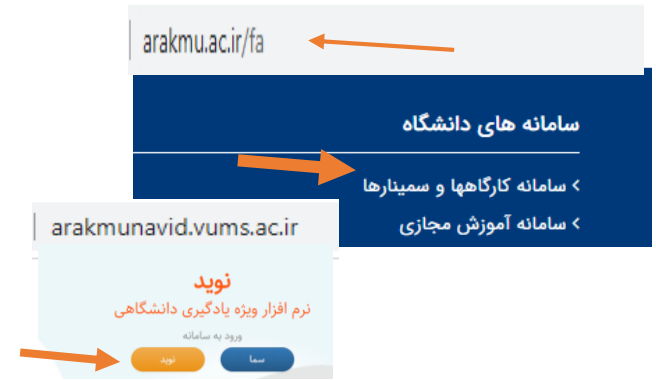 arakmu.ac.ir/fa
سامانه های دانشگاه
> سامانه کارگاهها و سمینارها
> سامانه آموزش مجازی
arakmunavid.vums.ac.ir
نوید
نرم افزار ویژه یادگیری دانشگاهی
ورود به سامانه
سما
نوید